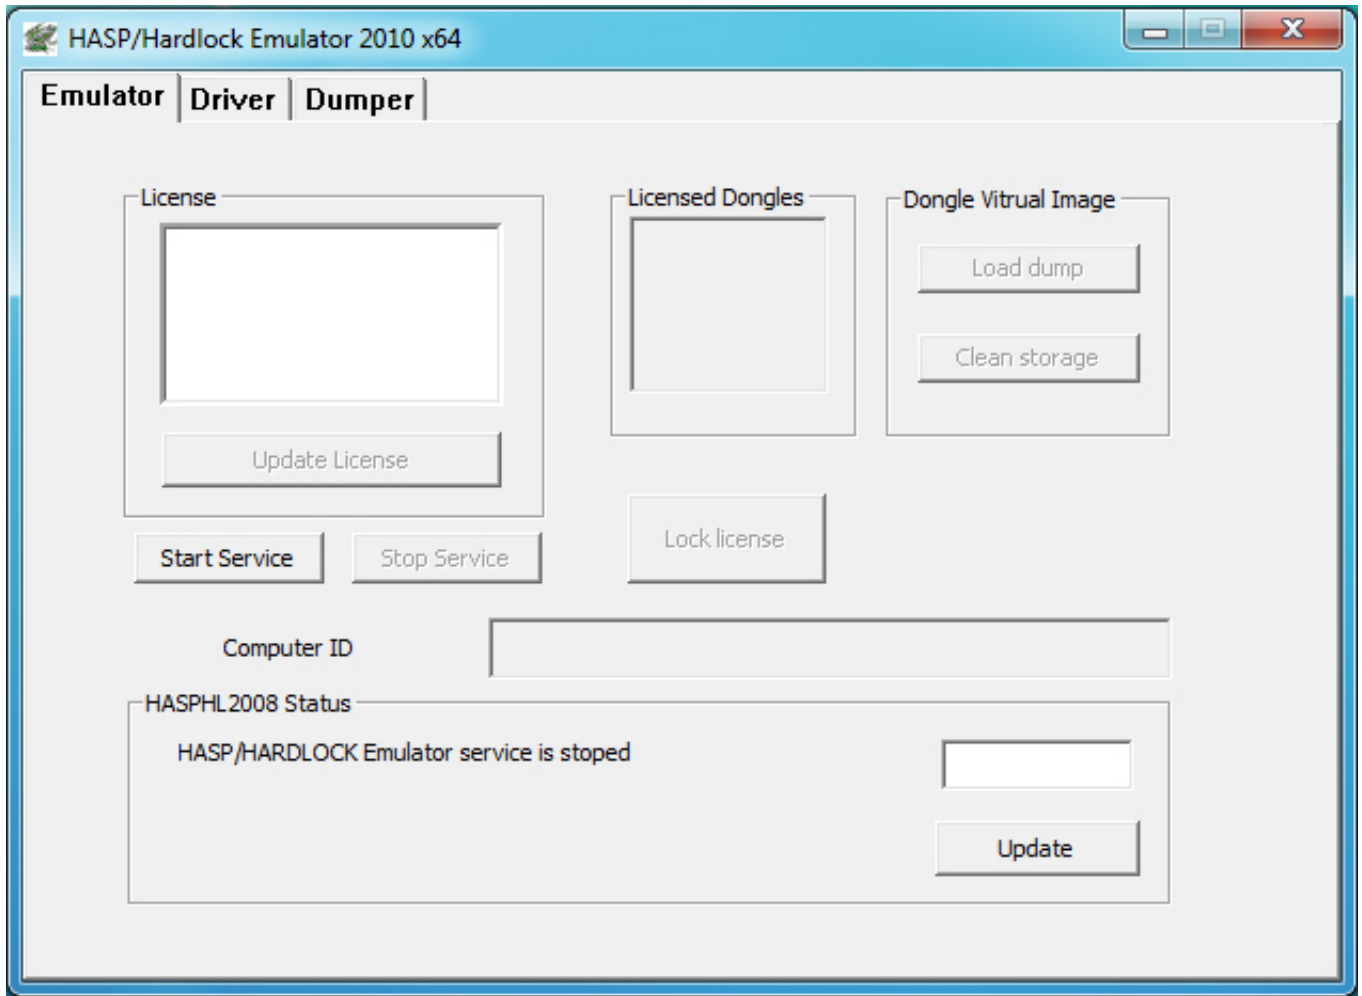 HASP/Hardlock Emulator 2010 x64
Emulator Driver Dumper
License
Update License
Start Service
Stop Service
Licensed Dongles
Lock license
Dongle Vitrual Image
Load dump
Clean storage
Computer ID
HASPHL2008 Status
HASP/HARDLOCK Emulator service is stoped
Update